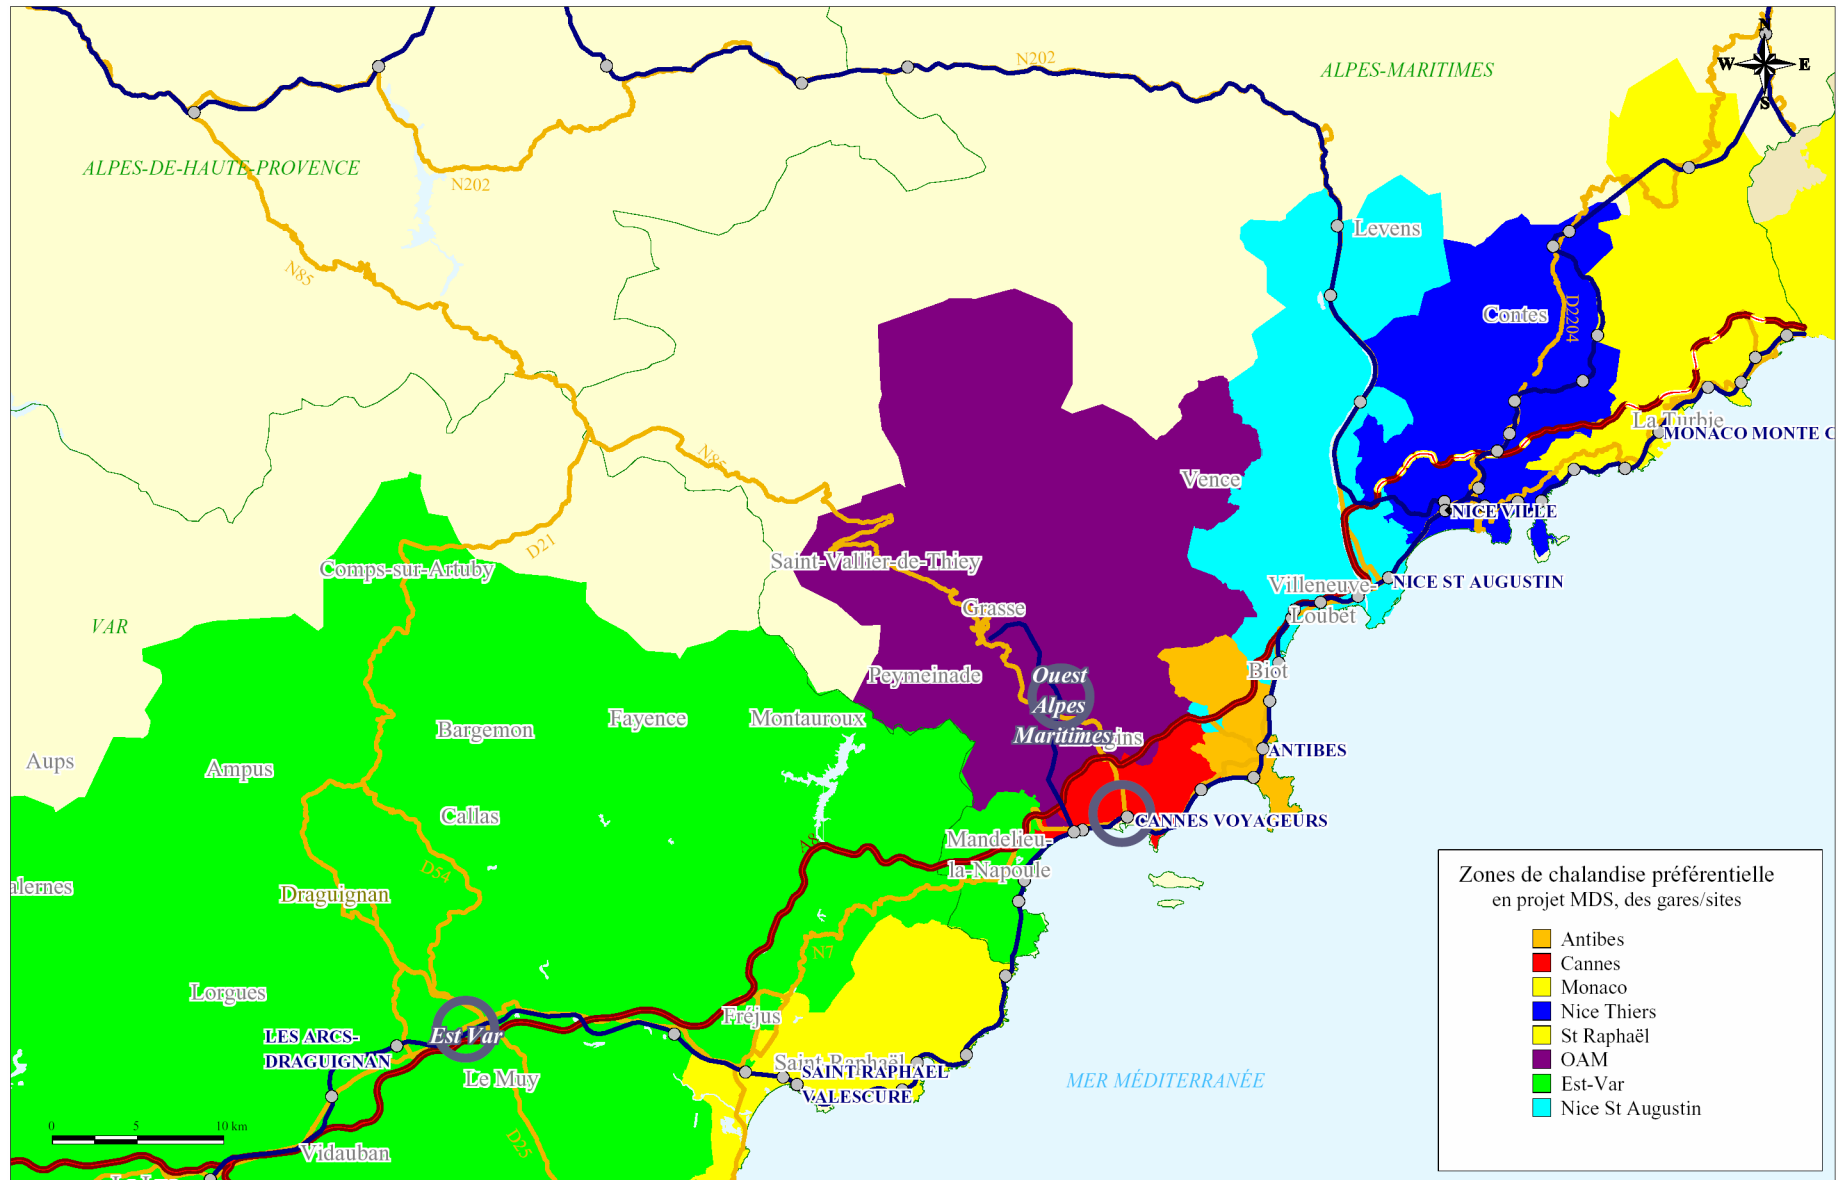 N
W
E
S
N202
ALPES-MARITIMES
ALPES-DE-HAUTE-PROVENCE
N202
Levens
N85
Contes
D2204
La Turbie
MONACO MONTE C
N85
Vence
NICE VILLE
D21
Comps-sur-Artuby
Saint-Vallier-de-Thiey
NICE ST AUGUSTIN
Villeneuve-
Loubet
Grasse
VAR
Biot
Peymeinade
Ouest
Alpes
Maritimes
gins
Bargemon
Fayence
Montauroux
ANTIBES
Aups
Ampus
Callas
CANNES VOYAGEURS
Mandelieu-
la-Napoule
D54
alernes
Draguignan
N7
Lorgues
Fréjus
Est Var
LES ARCS-
DRAGUIGNAN
Le Muy
Saint-Raphaël
SAINT RAPHAEL
VALESCURE
MER MÉDITERRANÉE
D25
0 5 10 km
Vidauban
Zones de chalandise préférentielle
en projet MDS, des gares/sites
Antibes
Cannes
Monaco
Nice Thiers
St Raphaël
OAM
Est-Var
Nice St Augustin